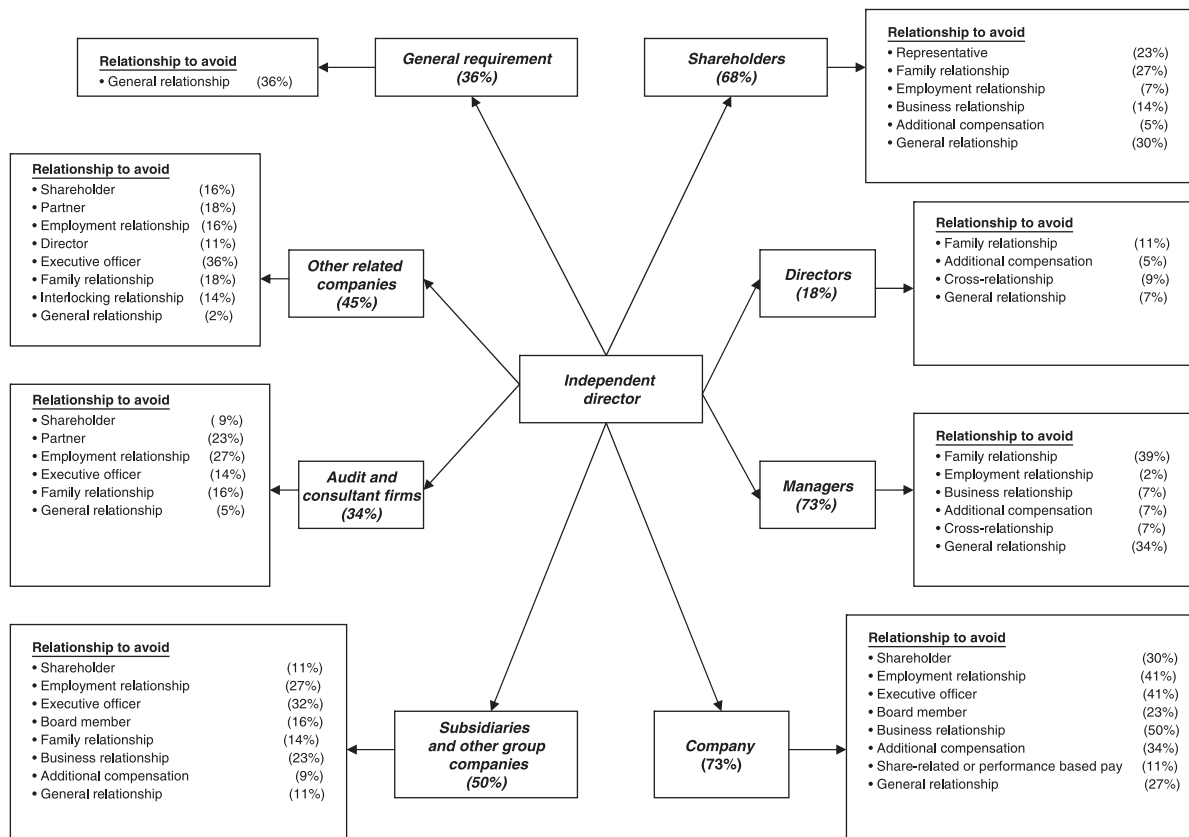 Relationship to avoid
• General relationship (36%)
General requirement
(36%)
Shareholders
(68%)
Relationship to avoid
• Representative (23%)
• Family relationship (27%)
• Employment relationship (7%)
• Business relationship (14%)
• Additional compensation (5%)
• General relationship (30%)
Relationship to avoid
• Shareholder (16%)
• Partner (18%)
• Employment relationship (16%)
• Director (11%)
• Executive officer (36%)
• Family relationship (18%)
• Interlocking relationship (14%)
• General relationship (2%)
Other related
companies
(45%)
Directors
(18%)
Relationship to avoid
• Family relationship (11%)
• Additional compensation (5%)
• Cross-relationship (9%)
• General relationship (7%)
Independent
director
Relationship to avoid
• Shareholder ( 9%)
• Partner (23%)
• Employment relationship (27%)
• Executive officer (14%)
• Family relationship (16%)
• General relationship (5%)
Audit and
consultant firms
(34%)
Managers
(73%)
Relationship to avoid
• Family relationship (39%)
• Employment relationship (2%)
• Business relationship (7%)
• Additional compensation (7%)
• Cross-relationship (7%)
• General relationship (34%)
Relationship to avoid
• Shareholder (11%)
• Employment relationship (27%)
• Executive officer (32%)
• Board member (16%)
• Family relationship (14%)
• Business relationship (23%)
• Additional compensation (9%)
• General relationship (11%)
Subsidiaries
and other group
companies
(50%)
Company
(73%)
Relationship to avoid
• Shareholder (30%)
• Employment relationship (41%)
• Executive officer (41%)
• Board member (23%)
• Business relationship (50%)
• Additional compensation (34%)
• Share-related or performance based pay (11%)
• General relationship (27%)